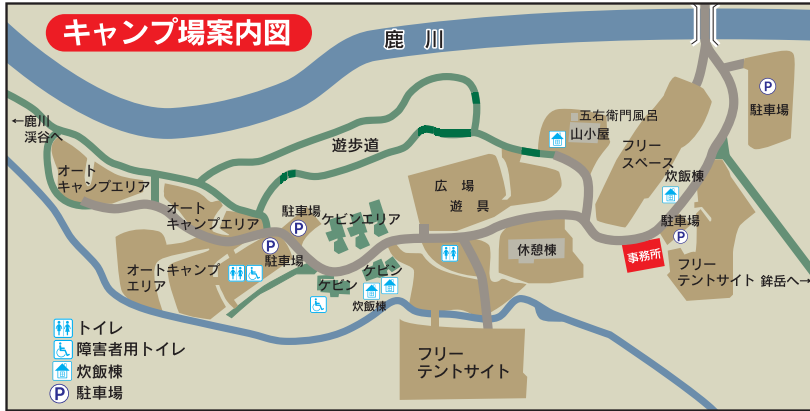 キャンプ場案内図
鹿川
P
駐車場
←鹿川
渓谷へ
遊歩道
五右衛門風呂
山小屋
フリー
スペース
炊飯棟
オート
キャンプエリア
オート
キャンプエリア
駐車場
P
ケビンエリア
広場
遊具
駐車場
P
P
駐車場
休憩棟
事務所
フリー
テントサイト
鉾岳へ→
オートキャンプ
エリア
ケビン
ケビン
炊飯棟
フリー
テントサイト
トイレ
障害者用トイレ
炊飯棟
P 駐車場